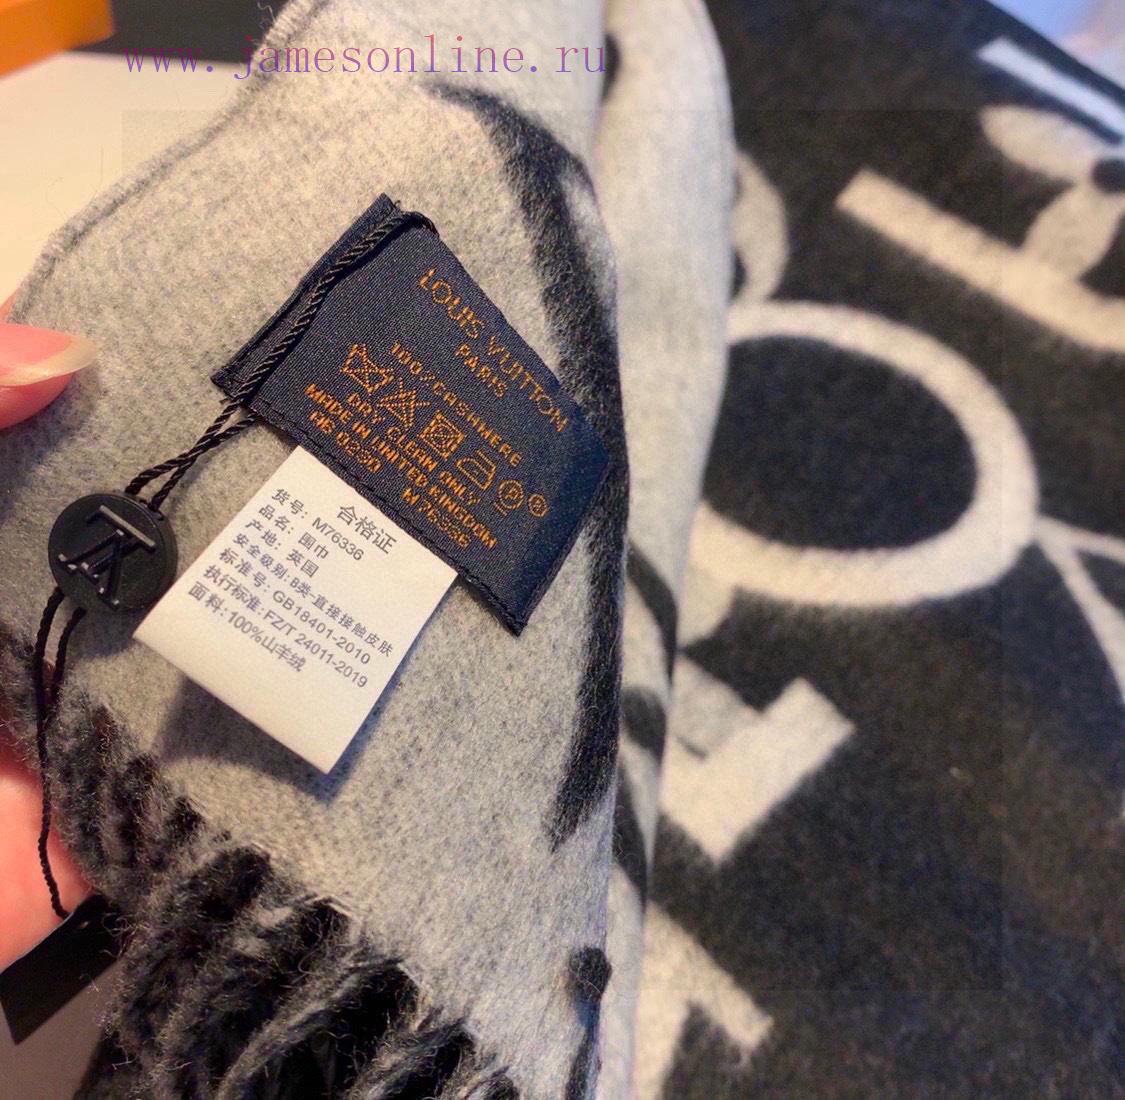 www.jamesonline.ru
LOUIS VUITTON
PARIS
100%CASHMERE
DRY CLEAN ONLY
MADE IN UNITED KINGDOM
合格证
货号: M76336
品名: 围巾
产地: 英国
安全级别:B类-直接接触皮肤
标准号: GB18401-2010
执行标准:FZ/T 24011-2019
面料:100%山羊绒